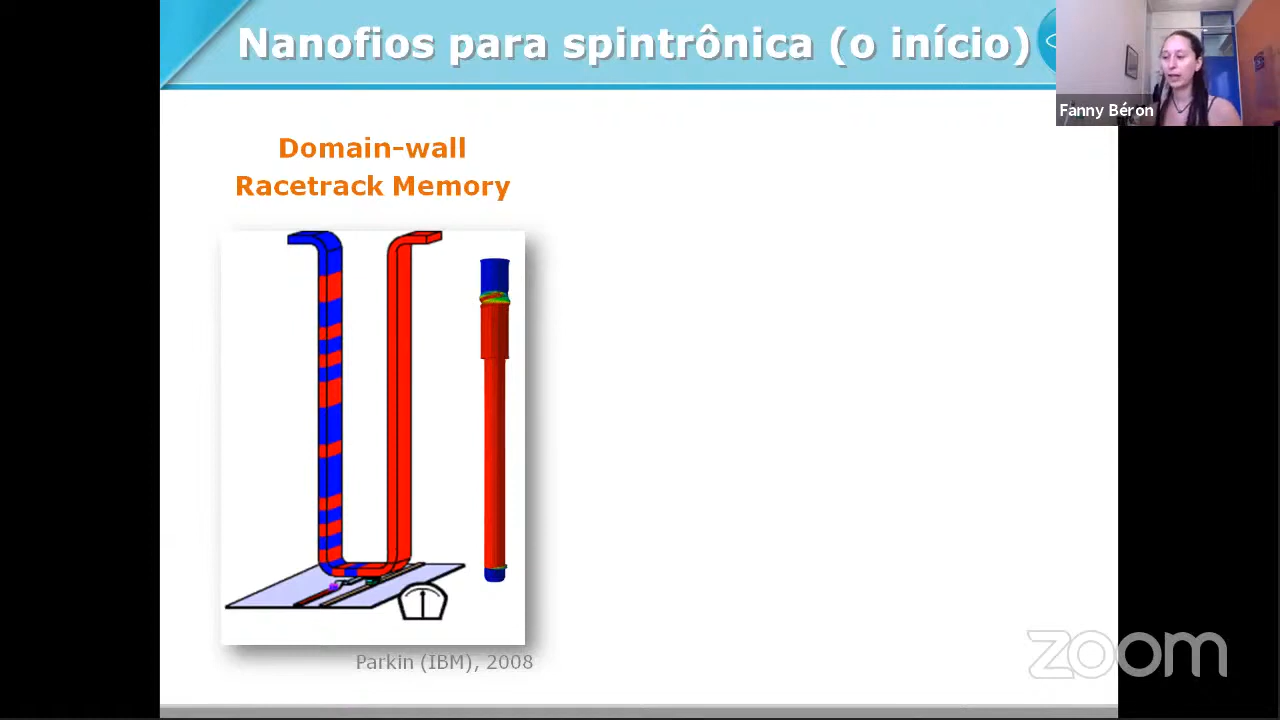 Nanofios para spintrônica (o início)
Fanny Béron
Domain-wall
Racetrack Memory
Parkin (IBM), 2008
zoom